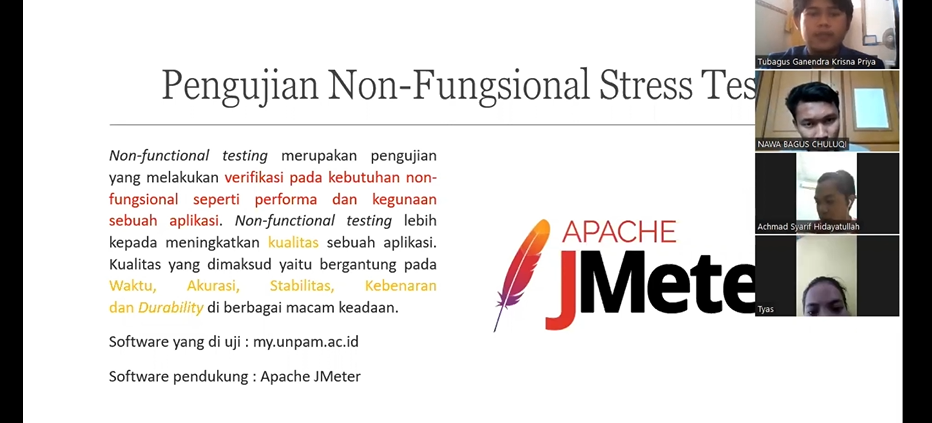 Pengujian Non-Fungsional Stress Tes
Non-functional testing merupakan pengujian
yang melakukan verifikasi pada kebutuhan non-
fungsional seperti performa dan kegunaan
sebuah aplikasi. Non-functional testing lebih
kepada meningkatkan kualitas sebuah aplikasi.
Kualitas yang dimaksud yaitu bergantung pada
Waktu, Akurasi, Stabilitas, Kebenaran
dan Durability di berbagai macam keadaan.
Software yang di uji : my.unpam.ac.id
Software pendukung : Apache JMeter
APACHE
JMete
Tubagus Ganendra Krisna Priya
NAWA BAGUS CHULUQI
Achmad Syarif Hidayatullah
Tyas